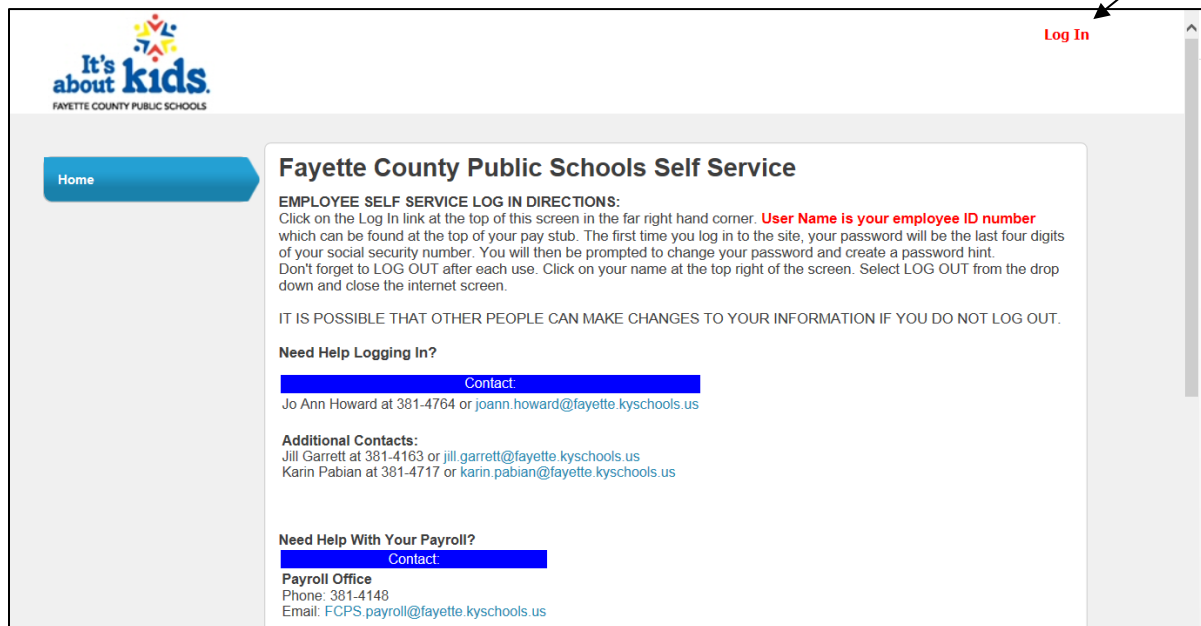 Log In
It's
about kids.
FAYETTE COUNTY PUBLIC SCHOOLS
Home
Fayette County Public Schools Self Service
EMPLOYEE SELF SERVICE LOG IN DIRECTIONS:
Click on the Log In link at the top of this screen in the far right hand corner. User Name is your employee ID number
which can be found at the top of your pay stub. The first time you log in to the site, your password will be the last four digits
of your social security number. You will then be prompted to change your password and create a password hint.
Don't forget to LOG OUT after each use. Click on your name at the top right of the screen. Select LOG OUT from the drop
down and close the internet screen.
IT IS POSSIBLE THAT OTHER PEOPLE CAN MAKE CHANGES TO YOUR INFORMATION IF YOU DO NOT LOG OUT.
Need Help Logging In?
Contact:
Jo Ann Howard at 381-4764 or joann.howard@fayette.kyschools.us
Additional Contacts:
Jill Garrett at 381-4163 or jill.garrett@fayette.kyschools.us
Karin Pabian at 381-4717 or karin.pabian@fayette.kyschools.us
Need Help With Your Payroll?
Contact:
Payroll Office
Phone: 381-4148
Email: FCPS.payroll@fayette.kyschools.us